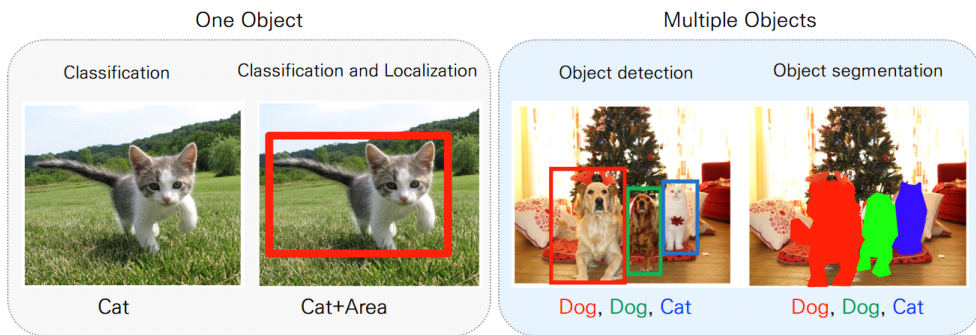 One Object
Multiple Objects
Classification
Classification and Localization
Object detection
Object segmentation
Cat
Cat+Area
Dog, Dog, Cat
Dog, Dog, Cat